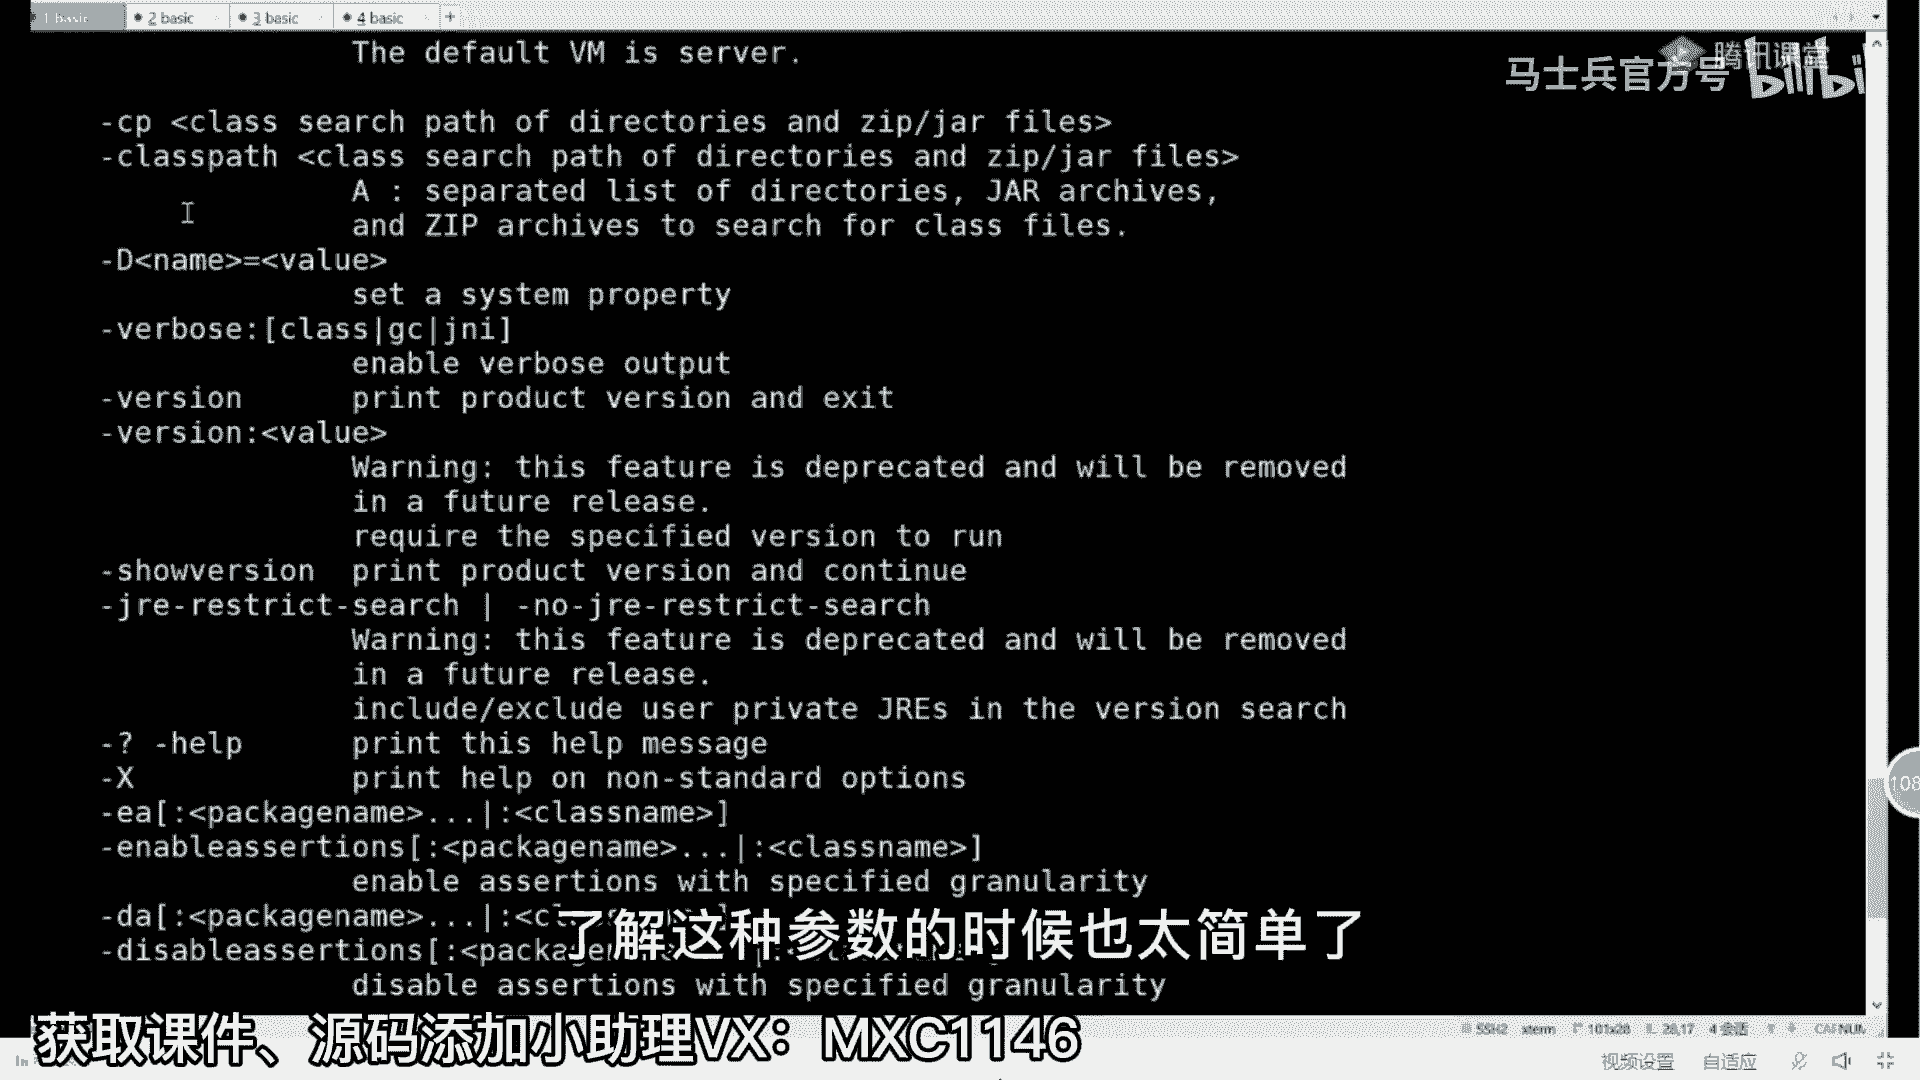 1 Basic 2 basic 3 basic 4 basic +
The default VM is server.
腾讯课堂
马士兵官方号 bilibili
-cp <class search path of directories and zip/jar files>
-classpath <class search path of directories and zip/jar files>
A : separated list of directories, JAR archives,
and ZIP archives to search for class files.
-D<name>=<value>
set a system property
-verbose:[class|gc|jni]
enable verbose output
-version print product version and exit
-version:<value>
Warning: this feature is deprecated and will be removed
in a future release.
require the specified version to run
-showversion print product version and continue
-jre-restrict-search | -no-jre-restrict-search
Warning: this feature is deprecated and will be removed
in a future release.
include/exclude user private JREs in the version search
-? -help print this help message
-X print help on non-standard options
108
-ea[:<packagename>...|:<classname>]
-enableassertions[:<packagename>...|:<classname>]
enable assertions with specified granularity
-da[:<packagename>...|:<c
了解这种参数的时候也太简单了
-disableassertions[:<packag
disable assertions with specified granularity
获取课件、源码添加小助理VX：MXC1146
SSH2 xterm 101x28 28,17 4 会话 CAP NUM
视频设置 自适应